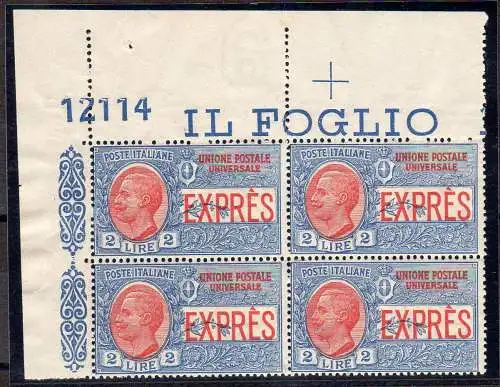 12114
IL FOGLIO
POSTE ITALIANE
UNIONE POSTALE
UNIVERSALE
EXPRÈS
2 LIRE 2
POSTE ITALIANE
UNIONE POSTALE
UNIVERSALE
EXPRÈS
2 LIRE 2
POSTE ITALIANE
UNIONE POSTALE
UNIVERSALE
EXPRÈS
2 LIRE 2
POSTE ITALIANE
UNIONE POSTALE
UNIVERSALE
EXPRÈS
2 LIRE 2